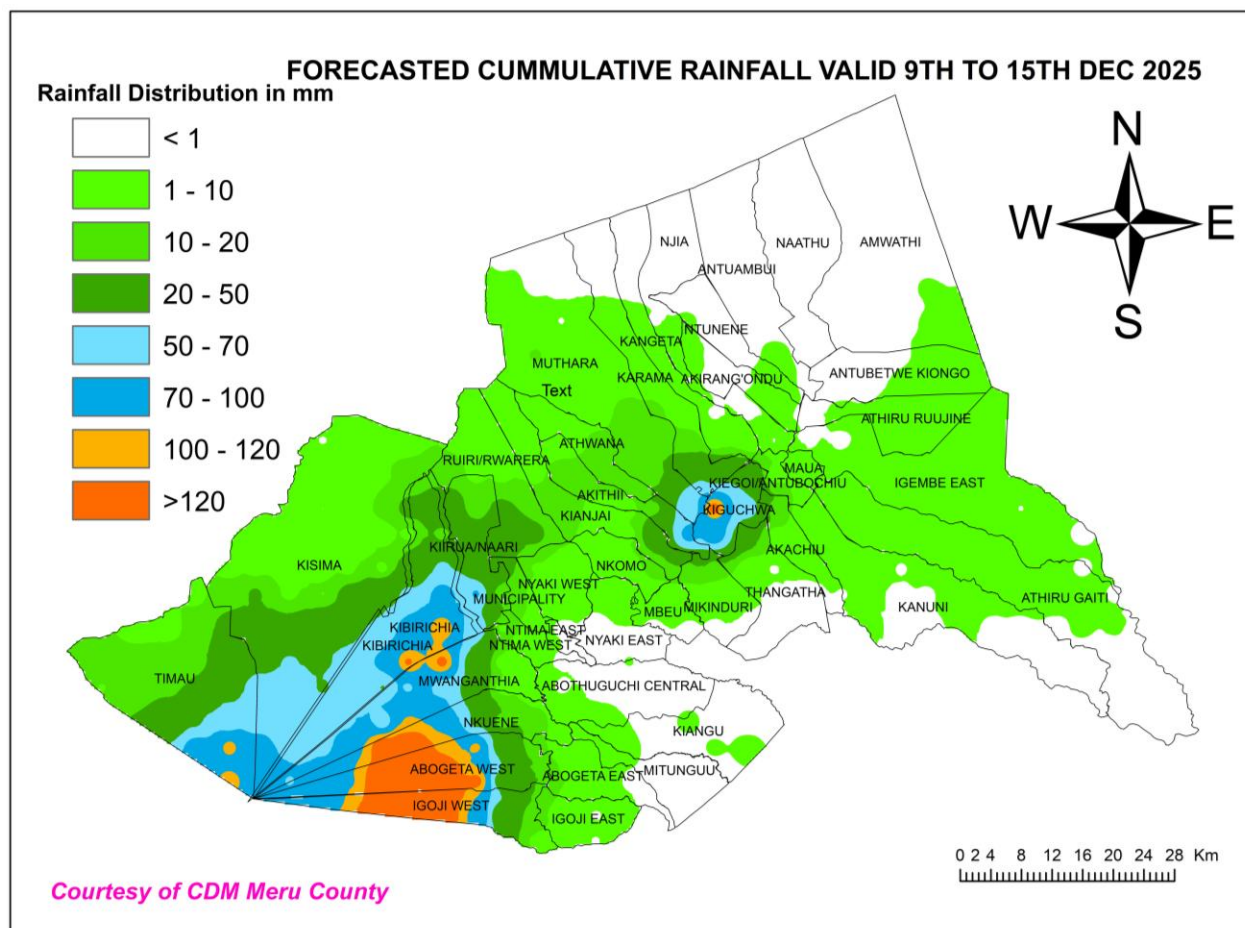 FORECASTED CUMMULATIVE RAINFALL VALID 9TH TO 15TH DEC 2025
Rainfall Distribution in mm
< 1
1 - 10
10 - 20
20 - 50
50 - 70
70 - 100
100 - 120
>120
N
W
E
S
NJIA
NAATHU
AMWATHI
ANTUAMBUI
NTUNENE
KANGETA
MUTHARA
KARAMA
AKIRANG'ONDU
ANTUBETWE KIONGO
Text
ATHIRU RUUJINE
ATHWANA
RUIRI/RWARERA
MAUA
KIEGOI/ANTUBOCHIU
IGEMBE EAST
AKITHII
KIGUCHWA
KIANJAI
KIIRUA/NAARI
AKACHIU
KISIMA
NKOMO
NYAKI WEST
THANGATHA
MUNICIPALITY
MBEU
MIKINDURI
KANUNI
ATHIRU GAITI
KIBIRICHIA
NTIMA EAST
KIBIRICHIA
NTIMA WEST
NYAKI EAST
TIMAU
MWANGANTHIA
ABOTHUGUCHI CENTRAL
NKUENE
KIANGU
ABOGETA WEST
ABOGETA EAST
MITUNGUU
IGOJI WEST
IGOJI EAST
0 2 4 8 12 16 20 24 28 Km
Courtesy of CDM Meru County